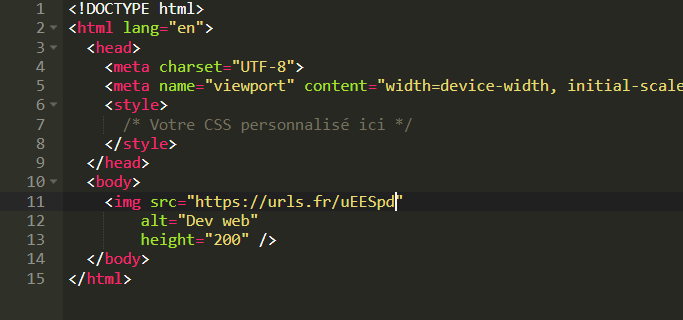 1 <!DOCTYPE html>
2 <html lang="en">
3 <head>
4 <meta charset="UTF-8">
5 <meta name="viewport" content="width=device-width, initial-scale
6 <style>
7 /* Votre CSS personnalisé ici */
8 </style>
9 </head>
10 <body>
11 <img src="https://urls.fr/uEESpd"
12 alt="Dev web"
13 height="200" />
14 </body>
15 </html>